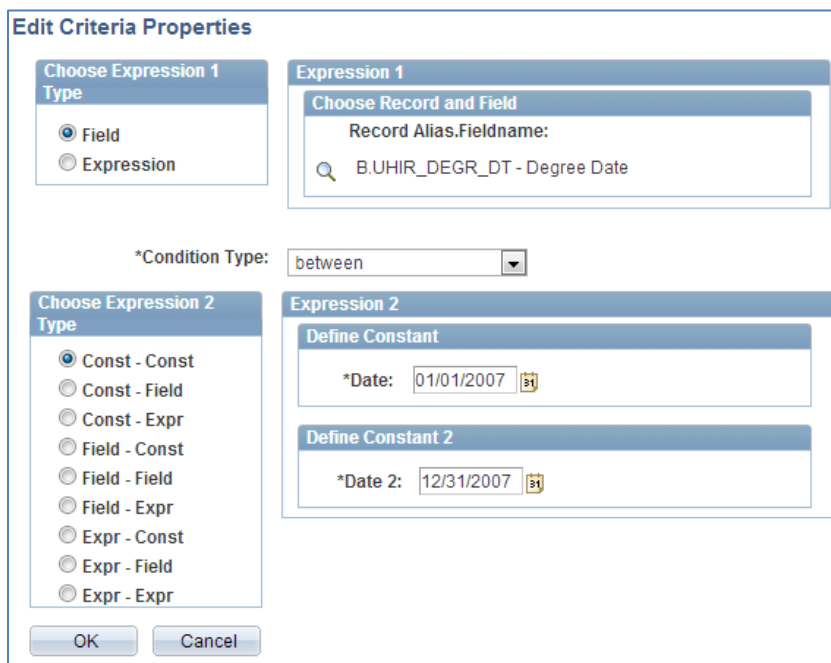 Edit Criteria Properties
Choose Expression 1
Type
Field
Expression
Expression 1
Choose Record and Field
Record Alias.Fieldname:
B.UHIR_DEGR_DT - Degree Date
*Condition Type:
between
Choose Expression 2
Type
Const - Const
Const - Field
Const - Expr
Field - Const
Field - Field
Field - Expr
Expr - Const
Expr - Field
Expr - Expr
Expression 2
Define Constant
*Date: 01/01/2007 31
Define Constant 2
*Date 2: 12/31/2007 31
OK Cancel